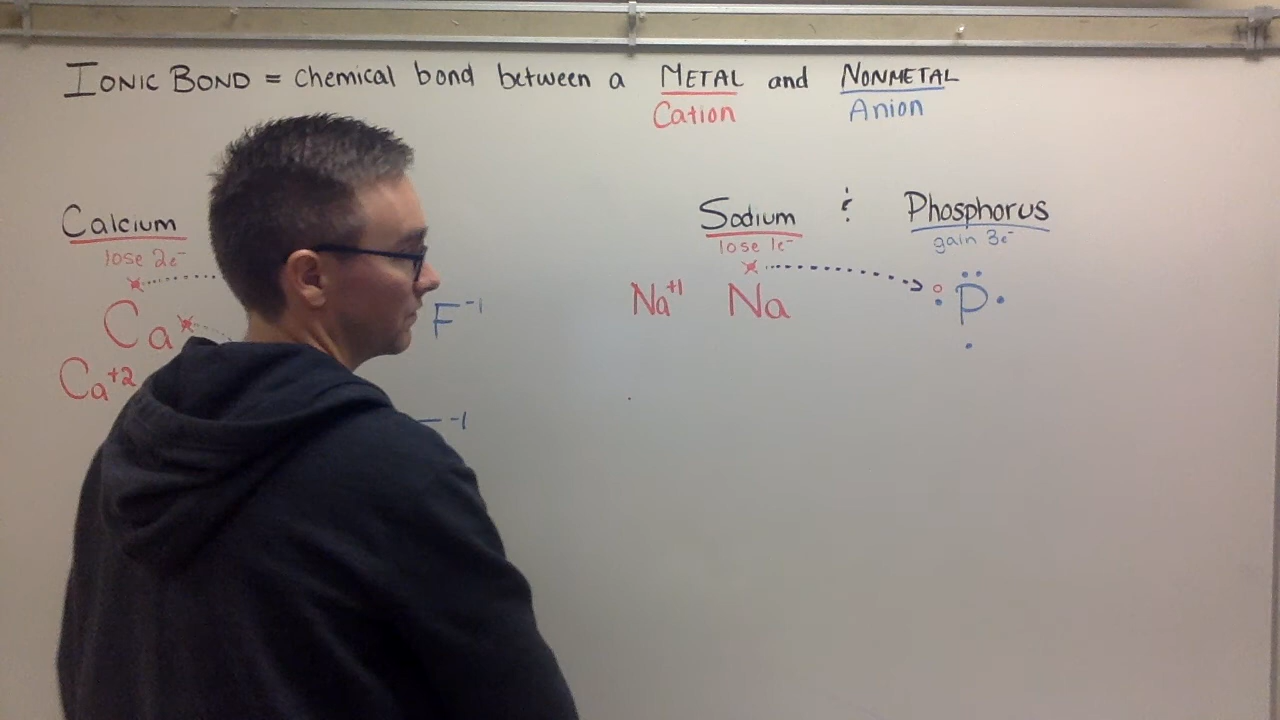 IONIC BOND = chemical bond between a METAL and NONMETAL
Cation Anion
Calcium
lose 2e⁻
Ca
Ca⁺²
F⁻¹
⁻¹
Sodium & Phosphorus
lose 1e⁻ gain 3e⁻
Na⁺¹ Na P